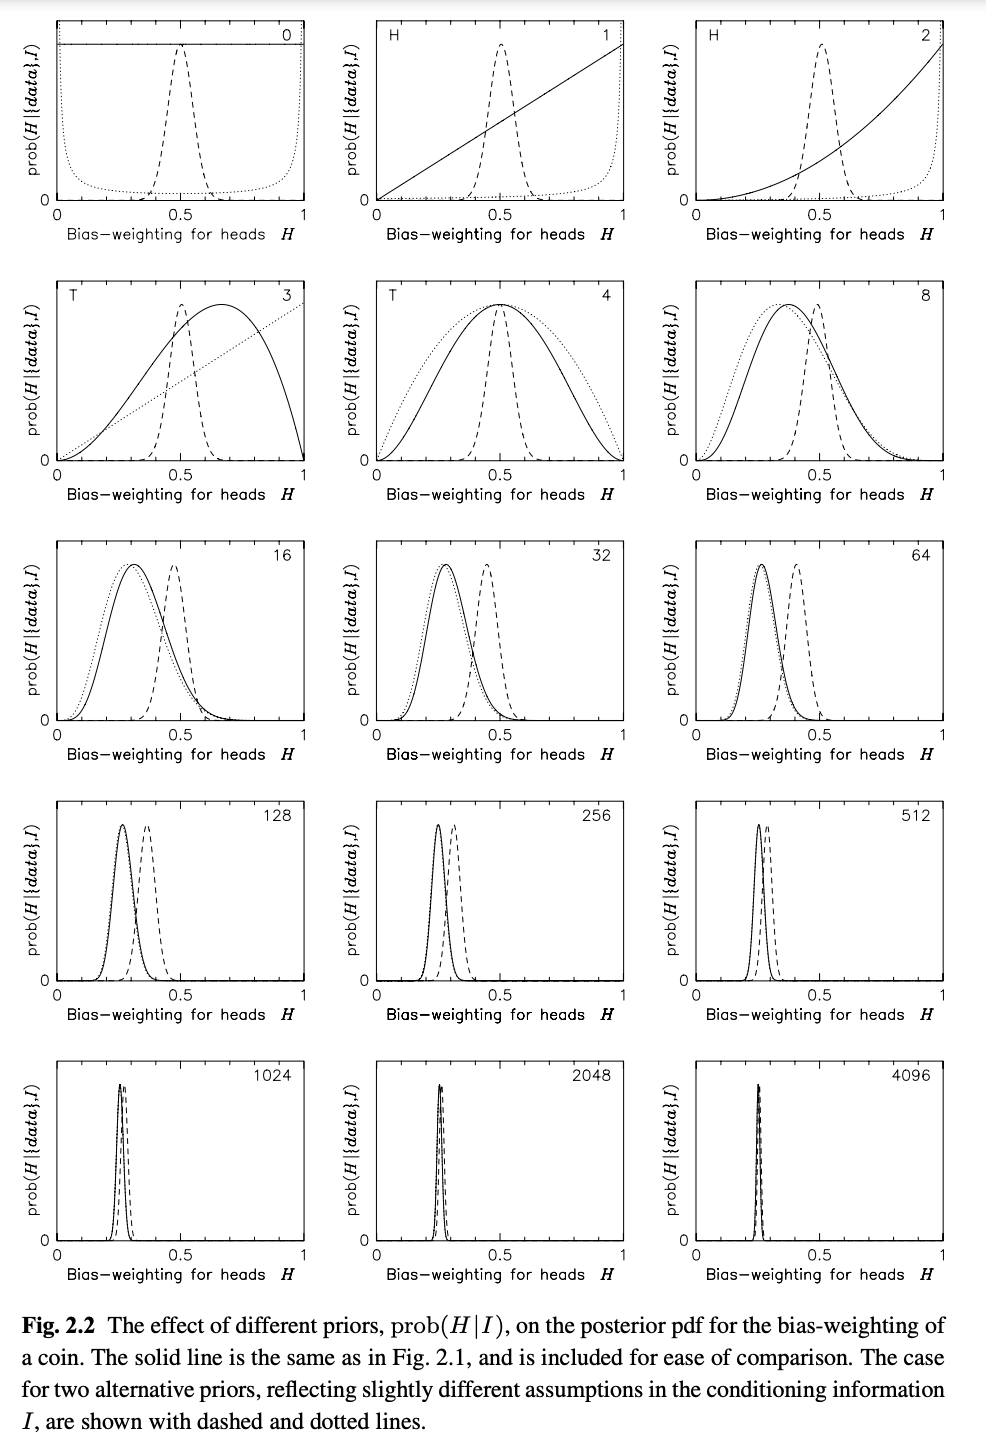 0
prob(H|{data},I)
0
0 0.5 1
Bias−weighting for heads H
H 1
prob(H|{data},I)
0
0 0.5 1
Bias−weighting for heads H
H 2
prob(H|{data},I)
0
0 0.5 1
Bias−weighting for heads H
T 3
prob(H|{data},I)
0
0 0.5 1
Bias−weighting for heads H
T 4
prob(H|{data},I)
0
0 0.5 1
Bias−weighting for heads H
8
prob(H|{data},I)
0
0 0.5 1
Bias−weighting for heads H
16
prob(H|{data},I)
0
0 0.5 1
Bias−weighting for heads H
32
prob(H|{data},I)
0
0 0.5 1
Bias−weighting for heads H
64
prob(H|{data},I)
0
0 0.5 1
Bias−weighting for heads H
128
prob(H|{data},I)
0
0 0.5 1
Bias−weighting for heads H
256
prob(H|{data},I)
0
0 0.5 1
Bias−weighting for heads H
512
prob(H|{data},I)
0
0 0.5 1
Bias−weighting for heads H
1024
prob(H|{data},I)
0
0 0.5 1
Bias−weighting for heads H
2048
prob(H|{data},I)
0
0 0.5 1
Bias−weighting for heads H
4096
prob(H|{data},I)
0
0 0.5 1
Bias−weighting for heads H
Fig. 2.2 The effect of different priors, prob(H|I), on the posterior pdf for the bias-weighting of
a coin. The solid line is the same as in Fig. 2.1, and is included for ease of comparison. The case
for two alternative priors, reflecting slightly different assumptions in the conditioning information
I, are shown with dashed and dotted lines.